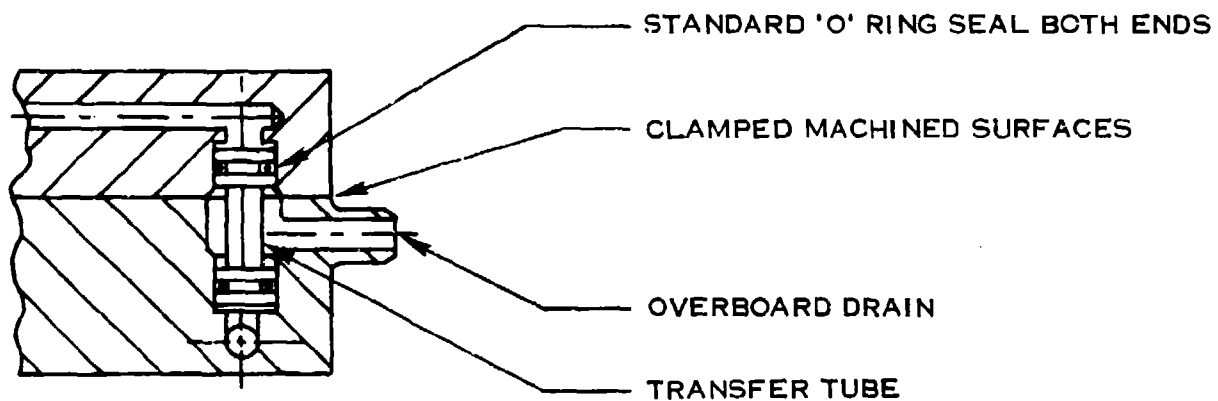 STANDARD 'O' RING SEAL BOTH ENDS
CLAMPED MACHINED SURFACES
OVERBOARD DRAIN
TRANSFER TUBE